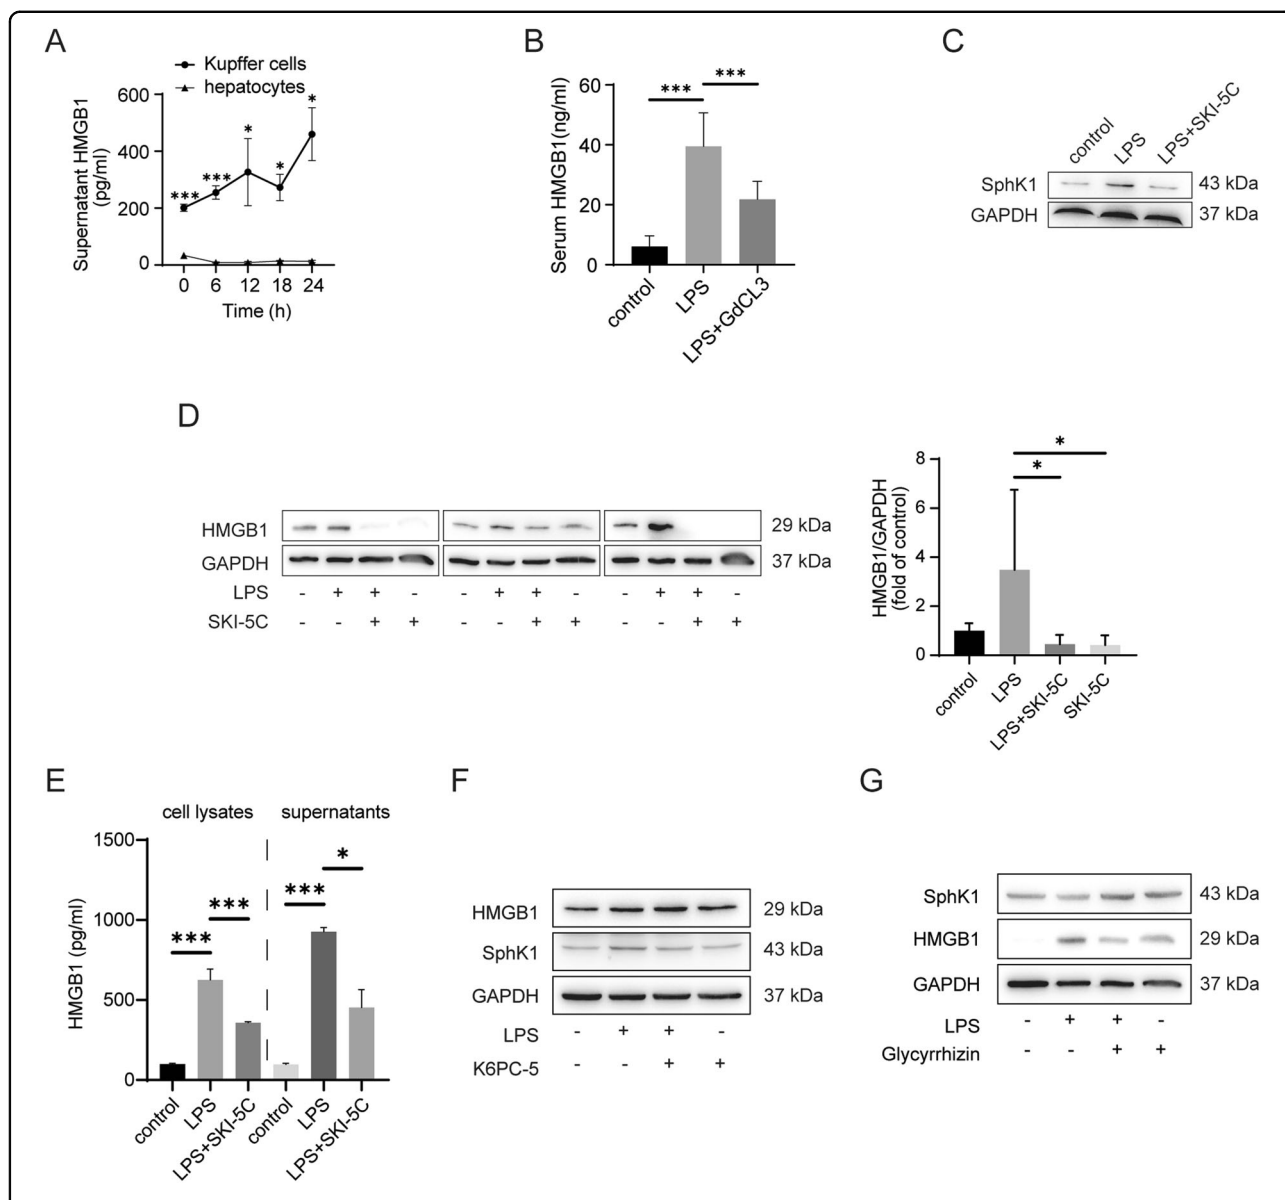 A
Kupffer cells
hepatocytes
Supernatant HMGB1
(pg/ml)
600
400
200
0
***
***
*
*
*
0 6 12 18 24
Time (h)
B
Serum HMGB1(ng/ml)
60
40
20
0
***
***
control
LPS
LPS+GdCL3
C
control
LPS
LPS+SKI-5C
SphK1
43 kDa
GAPDH
37 kDa
D
HMGB1
29 kDa
GAPDH
37 kDa
LPS - + + - - + + - - + + -
SKI-5C - - + + - - + + - - + +
HMGB1/GAPDH
(fold of control)
8
6
4
2
0
*
*
control
LPS
LPS+SKI-5C
SKI-5C
E
cell lysates
supernatants
HMGB1 (pg/ml)
1500
1000
500
0
***
***
***
*
control
LPS
LPS+SKI-5C
control
LPS
LPS+SKI-5C
F
HMGB1
29 kDa
SphK1
43 kDa
GAPDH
37 kDa
LPS - + + -
K6PC-5 - - + +
G
SphK1
43 kDa
HMGB1
29 kDa
GAPDH
37 kDa
LPS - + + -
Glycyrrhizin - - + +